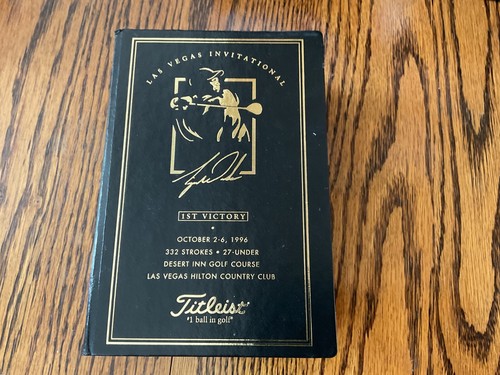 LAS VEGAS INVITATIONAL
1ST VICTORY
OCTOBER 2-6, 1996
332 STROKES • 27-UNDER
DESERT INN GOLF COURSE
LAS VEGAS HILTON COUNTRY CLUB
Titleist
"1 ball in golf"